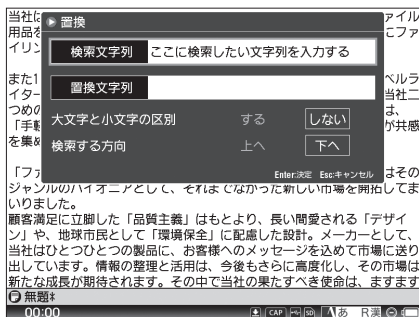 当社は
▶ 置換
ァイル
用品を
にファ
検索文字列 ここに検索したい文字列を入力する
イリン
また1
ベルラ
置換文字列
イター
当社ニ
つめの
は、
大文字と小文字の区別 する しない
「手軽
が共感
検索する方向 上へ 下へ
を集め
Enter:決定 Esc:キャンセル
「ファ
はその
ジャンルのパイオニアとして、それまでなかった新しい市場を開拓してま
いりました。
顧客満足に立脚した「品質主義」はもとより、長い間愛される「デザイ
ン」や、地球市民として「環境保全」に配慮した設計。メーカーとして、
当社はひとつひとつの製品に、お客様へのメッセージを込めて市場に送り
出しています。情報の整理と活用は、今後もさらに高度化し、その市場は
新たな成長が期待されます。その中で当社の果たすべき使命は、ますます
無題*
00:00 CAP SD あ R漢